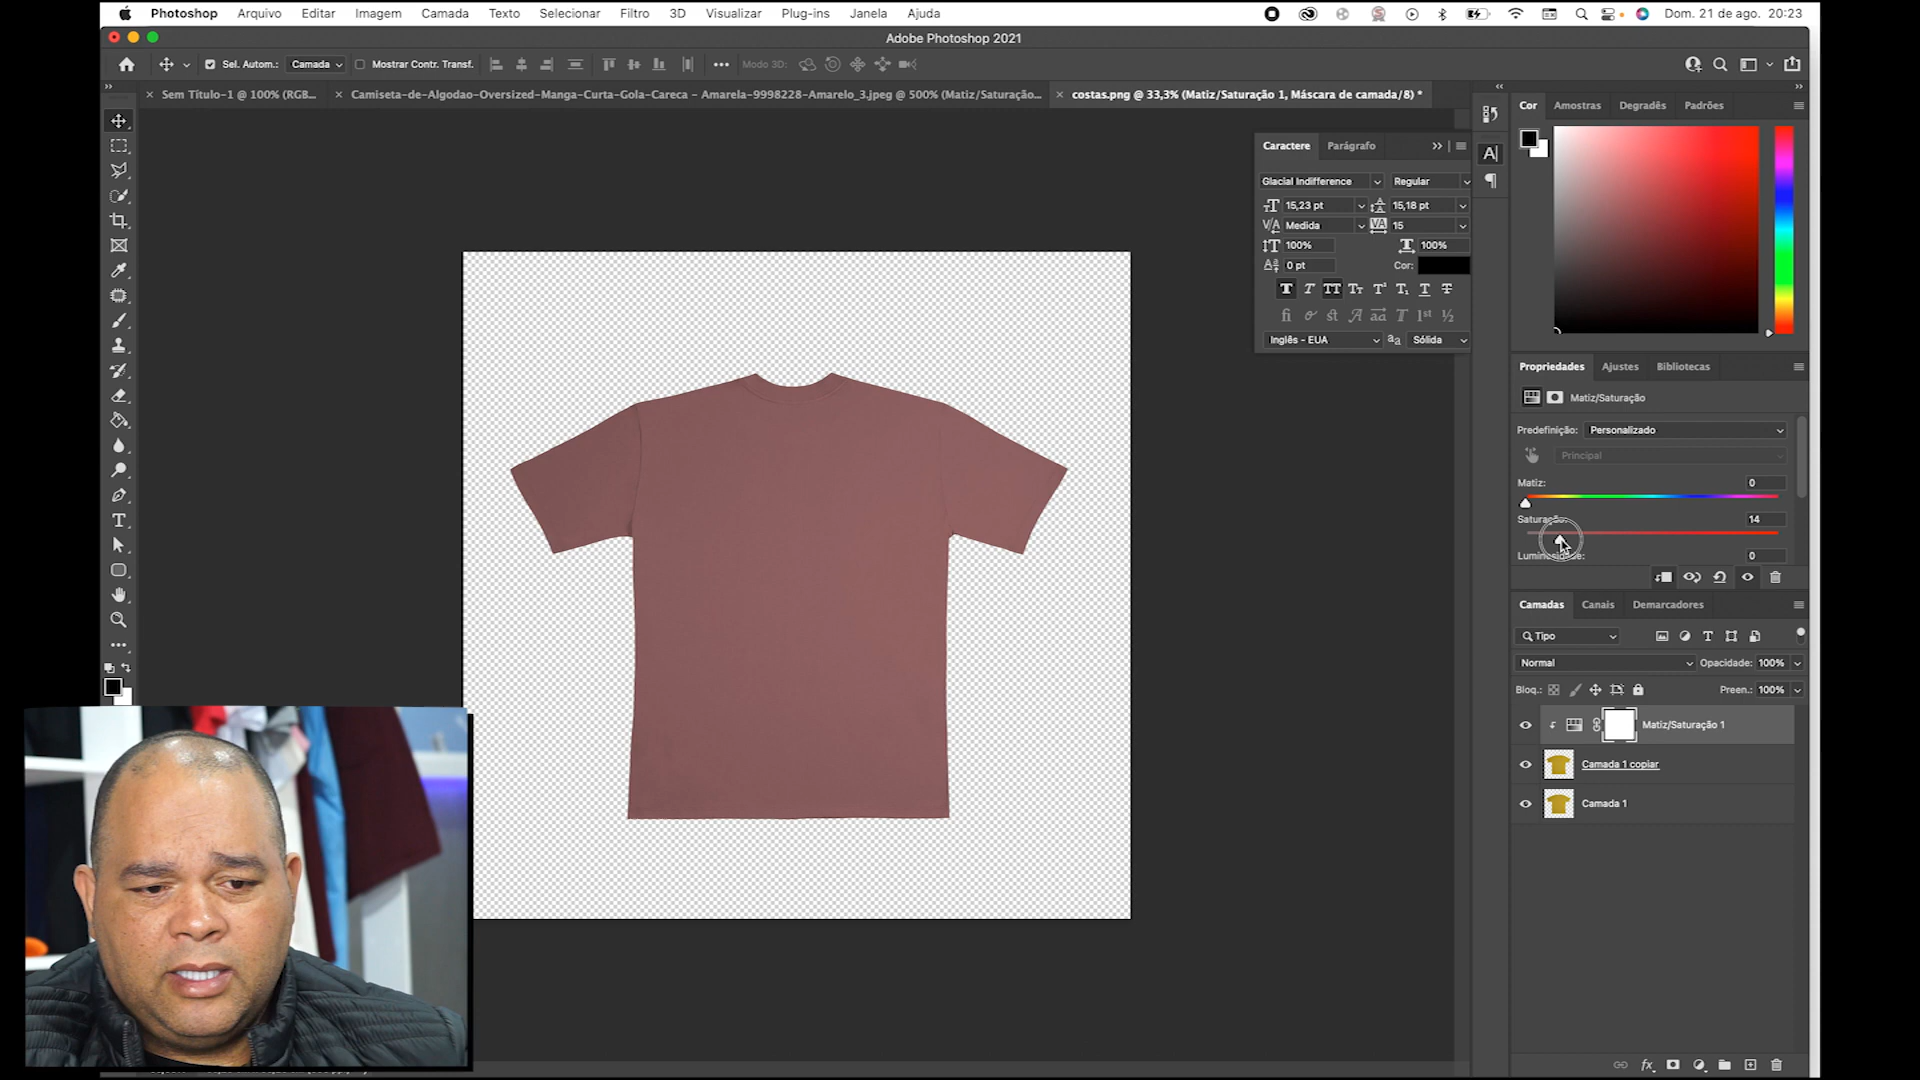 Photoshop Arquivo Editar Imagem Camada Texto Selecionar Filtro 3D Visualizar Plug-ins Janela Ajuda Dom. 21 de ago. 20:23
Adobe Photoshop 2021
Sel. Autom.: Camada Mostrar Contr. Transf. Modo 3D:
Sem Título-1 @ 100% (RGB... Camiseta-de-Algodao-Oversized-Manga-Curta-Gola-Careca - Amarela-9998228-Amarelo_3.jpeg @ 500% (Matiz/Saturação... costas.png @ 33,3% (Matiz/Saturação 1, Máscara de camada/8) *
Cor Amostras Degradês Padrões
Caractere Parágrafo
Glacial Indifference Regular
15,23 pt 15,18 pt
Medida 15
100% 100%
0 pt Cor:
Inglês - EUA aa Sólida
Propriedades Ajustes Bibliotecas
Matiz/Saturação
Predefinição: Personalizado
Principal
Matiz: 0
Saturação: 14
Luminosidade: 0
Camadas Canais Demarcadores
Tipo
Normal Opacidade: 100%
Bloq.: Preen.: 100%
Matiz/Saturação 1
Camada 1 copiar
Camada 1